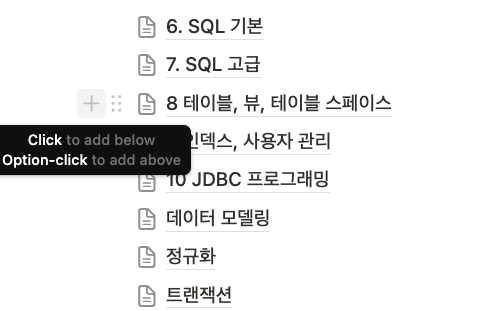 6. SQL 기본
7. SQL 고급
8 테이블, 뷰, 테이블 스페이스
Click to add below
Option-click to add above
인덱스, 사용자 관리
10 JDBC 프로그래밍
데이터 모델링
정규화
트랜잭션